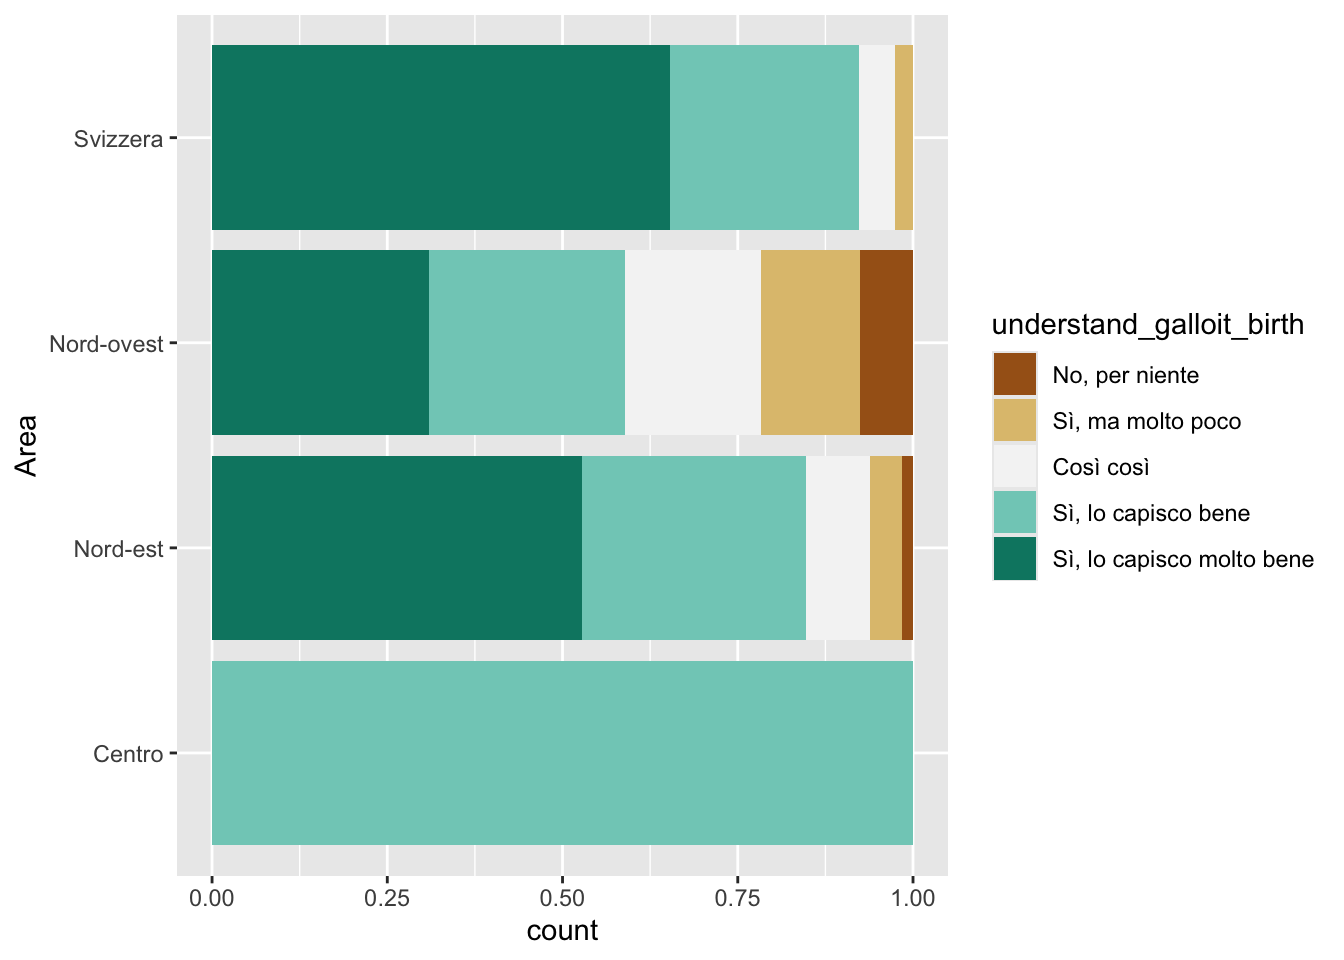 Svizzera
Nord-ovest
Nord-est
Centro
Area
0.00
0.25
0.50
0.75
1.00
count
understand_galloit_birth
No, per niente
Sì, ma molto poco
Così così
Sì, lo capisco bene
Sì, lo capisco molto bene